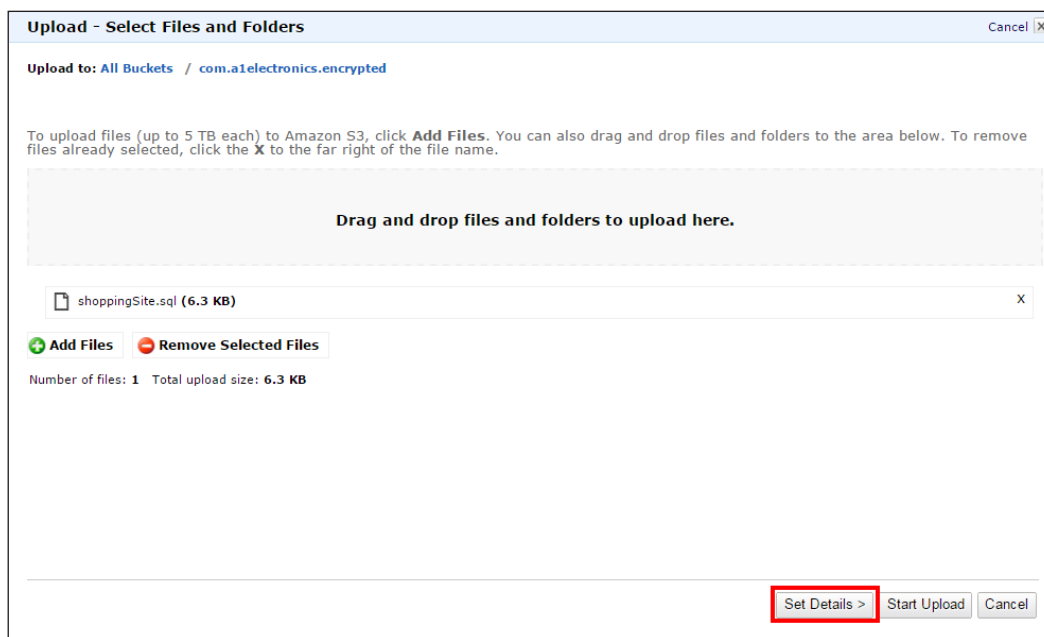 Upload - Select Files and Folders
Cancel X
Upload to: All Buckets / com.a1electronics.encrypted
To upload files (up to 5 TB each) to Amazon S3, click Add Files. You can also drag and drop files and folders to the area below. To remove
files already selected, click the X to the far right of the file name.
Drag and drop files and folders to upload here.
shoppingSite.sql (6.3 KB) X
Add Files Remove Selected Files
Number of files: 1 Total upload size: 6.3 KB
Set Details > Start Upload Cancel